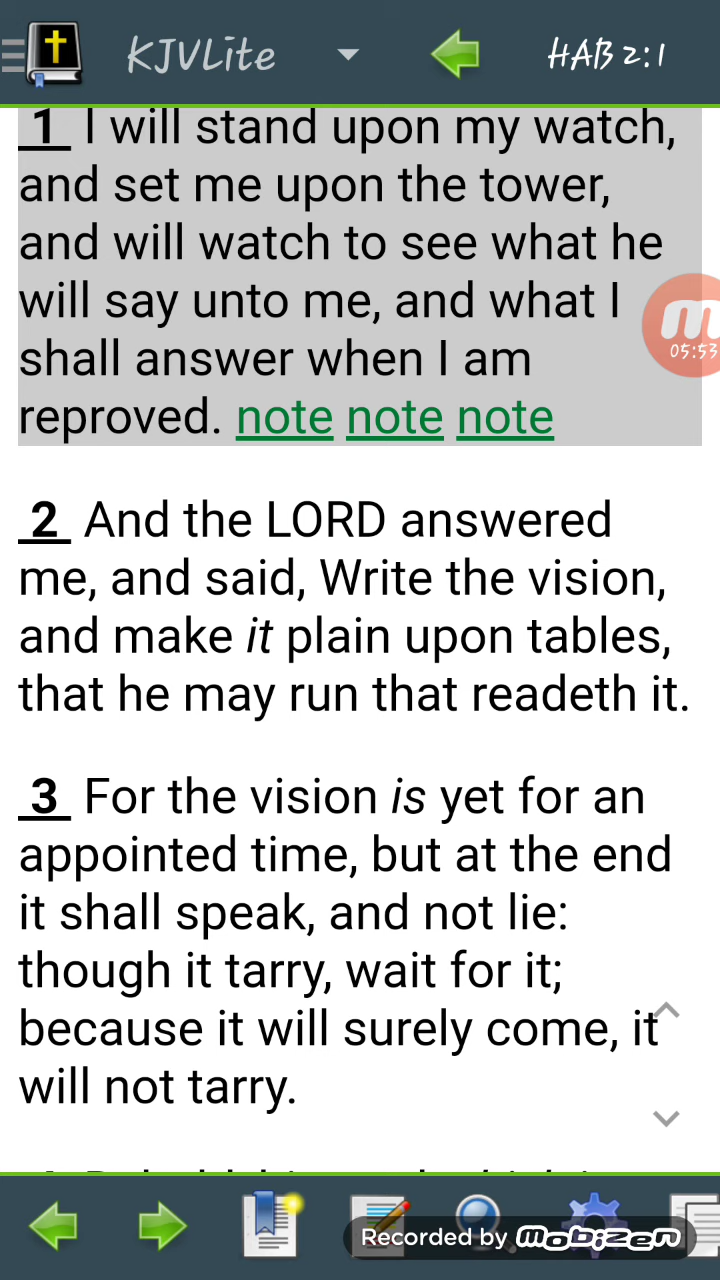 KJVLite HAB 2:1
1 I will stand upon my watch,
and set me upon the tower,
and will watch to see what he
will say unto me, and what I
shall answer when I am
reproved. note note note
m
05:53
2 And the LORD answered
me, and said, Write the vision,
and make it plain upon tables,
that he may run that readeth it.
3 For the vision is yet for an
appointed time, but at the end
it shall speak, and not lie:
though it tarry, wait for it;
because it will surely come, it
will not tarry.
Recorded by mobizen